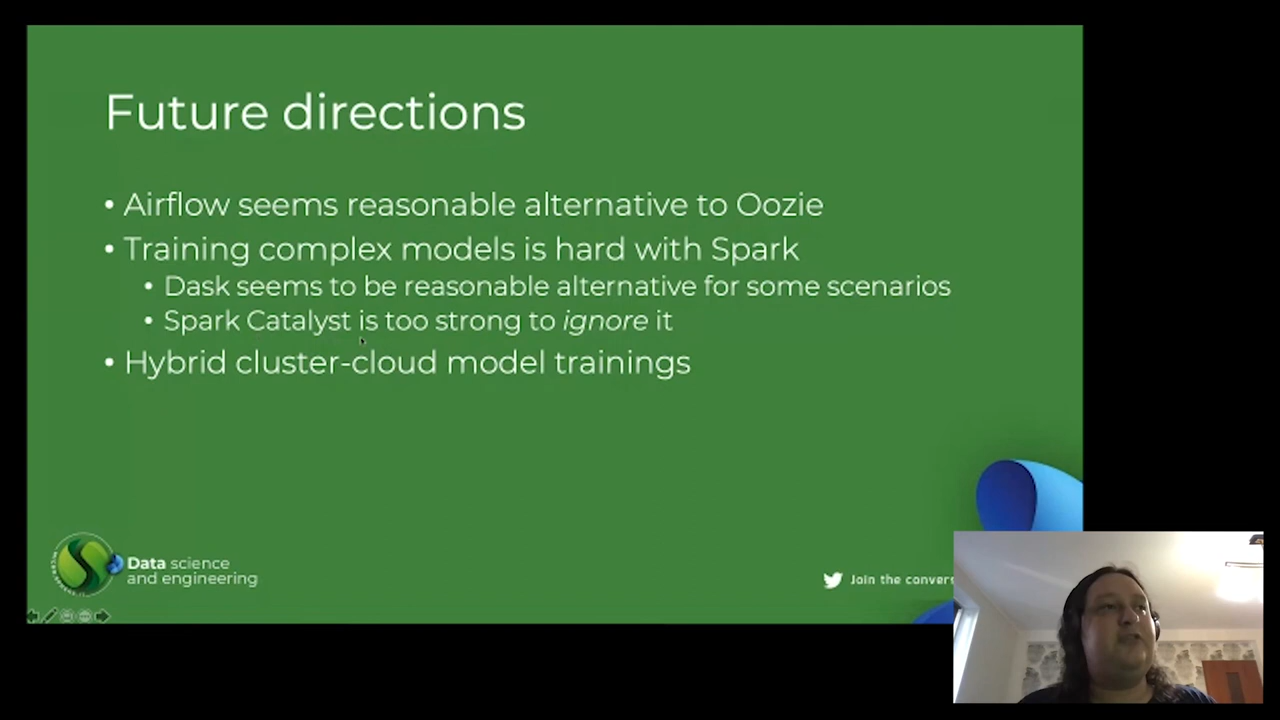 Future directions
• Airflow seems reasonable alternative to Oozie
• Training complex models is hard with Spark
• Dask seems to be reasonable alternative for some scenarios
• Spark Catalyst is too strong to ignore it
• Hybrid cluster-cloud model trainings
Data science
and engineering
Join the